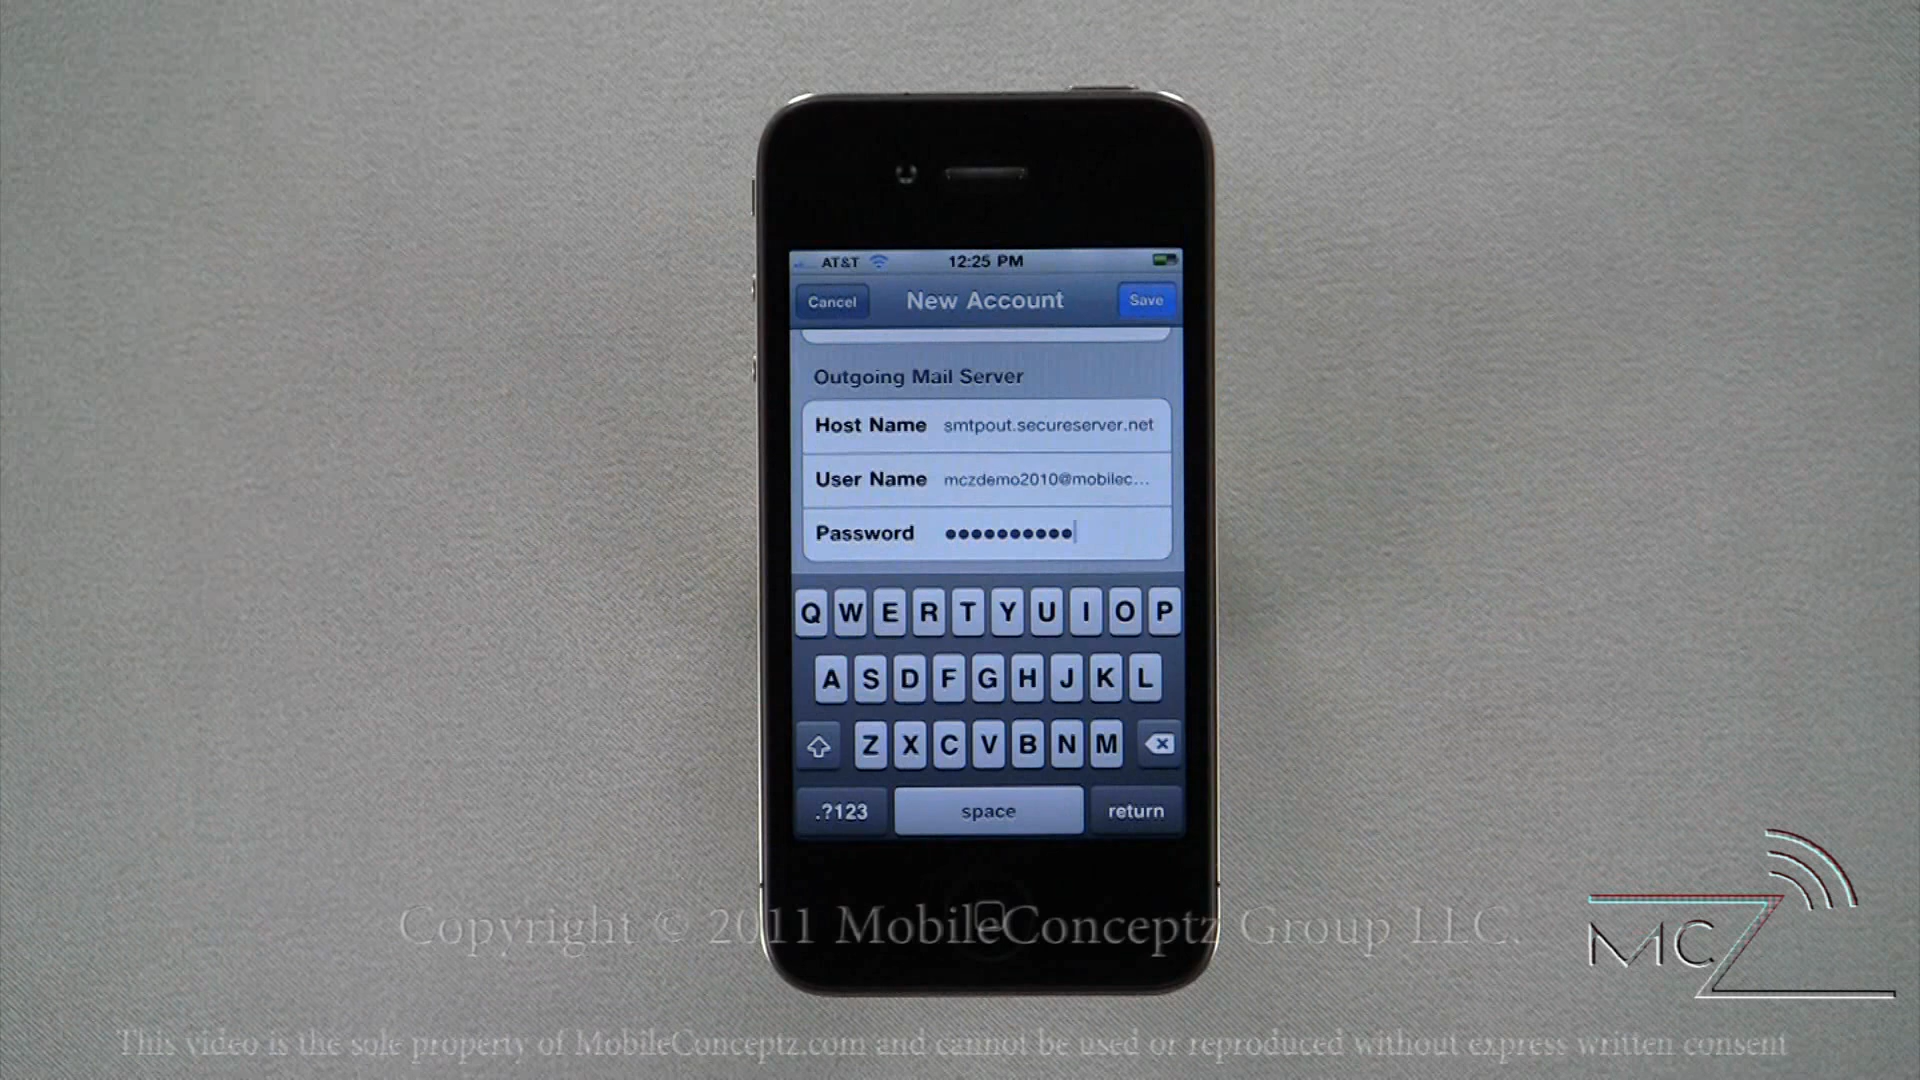 AT&T 12:25 PM
Cancel New Account Save
Outgoing Mail Server
Host Name smtpout.secureserver.net
User Name mczdemo2010@mobilec...
Password ●●●●●●●●●●
Q W E R T Y U I O P
A S D F G H J K L
Z X C V B N M
.?123 space return
Copyright © 2011 MobileConceptz Group LLC.
MCZ
This video is the sole property of MobileConceptz.com and cannot be used or reproduced without express written consent